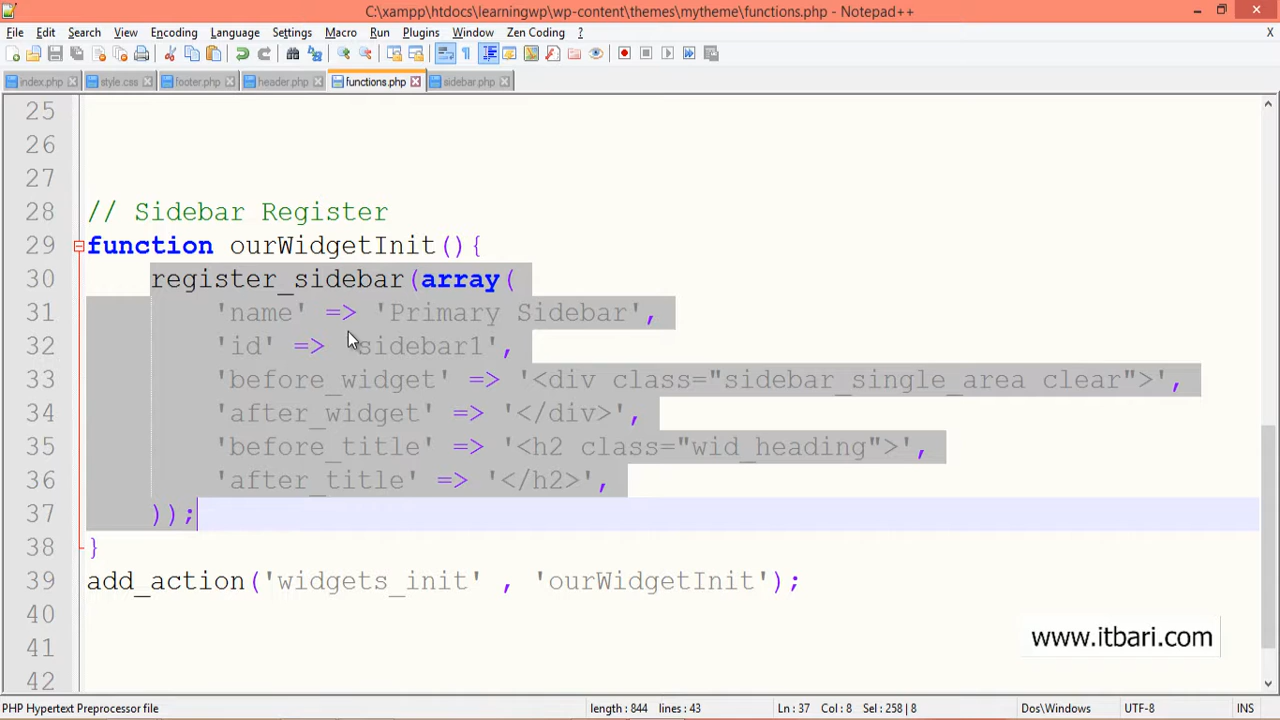 C:\xampp\htdocs\learningwp\wp-content\themes\mytheme\functions.php - Notepad++
File Edit Search View Encoding Language Settings Macro Run Plugins Window Zen Coding ? X
index.php style.css footer.php header.php functions.php sidebar.php
25
26
27
28 // Sidebar Register
29 function ourWidgetInit(){
30 register_sidebar(array(
31 'name' => 'Primary Sidebar',
32 'id' => 'sidebar1',
33 'before_widget' => '<div class="sidebar_single_area clear">',
34 'after_widget' => '</div>',
35 'before_title' => '<h2 class="wid_heading">',
36 'after_title' => '</h2>',
37 ));
38 }
39 add_action('widgets_init' , 'ourWidgetInit');
40
41
42
www.itbari.com
PHP Hypertext Preprocessor file length : 844 lines : 43 Ln : 37 Col : 8 Sel : 258 | 8 Dos\Windows UTF-8 INS